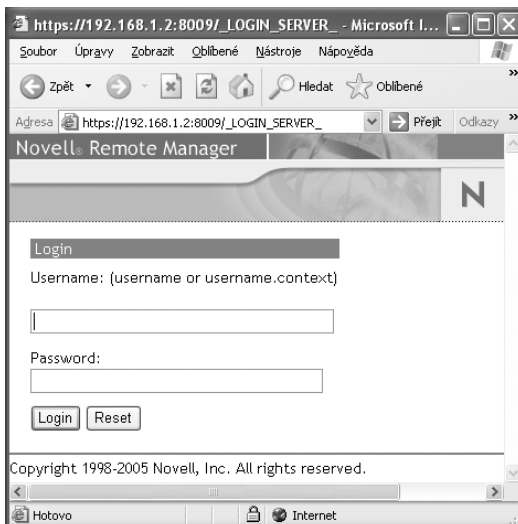 https://192.168.1.2:8009/_LOGIN_SERVER_ - Microsoft I...
Soubor Úpravy Zobrazit Oblíbené Nástroje Nápověda
Zpět Hledat Oblíbené
Adresa https://192.168.1.2:8009/_LOGIN_SERVER_ Přejít Odkazy
Novell® Remote Manager
N
Login
Username: (username or username.context)
Password:
Login Reset
Copyright 1998-2005 Novell, Inc. All rights reserved.
Hotovo Internet